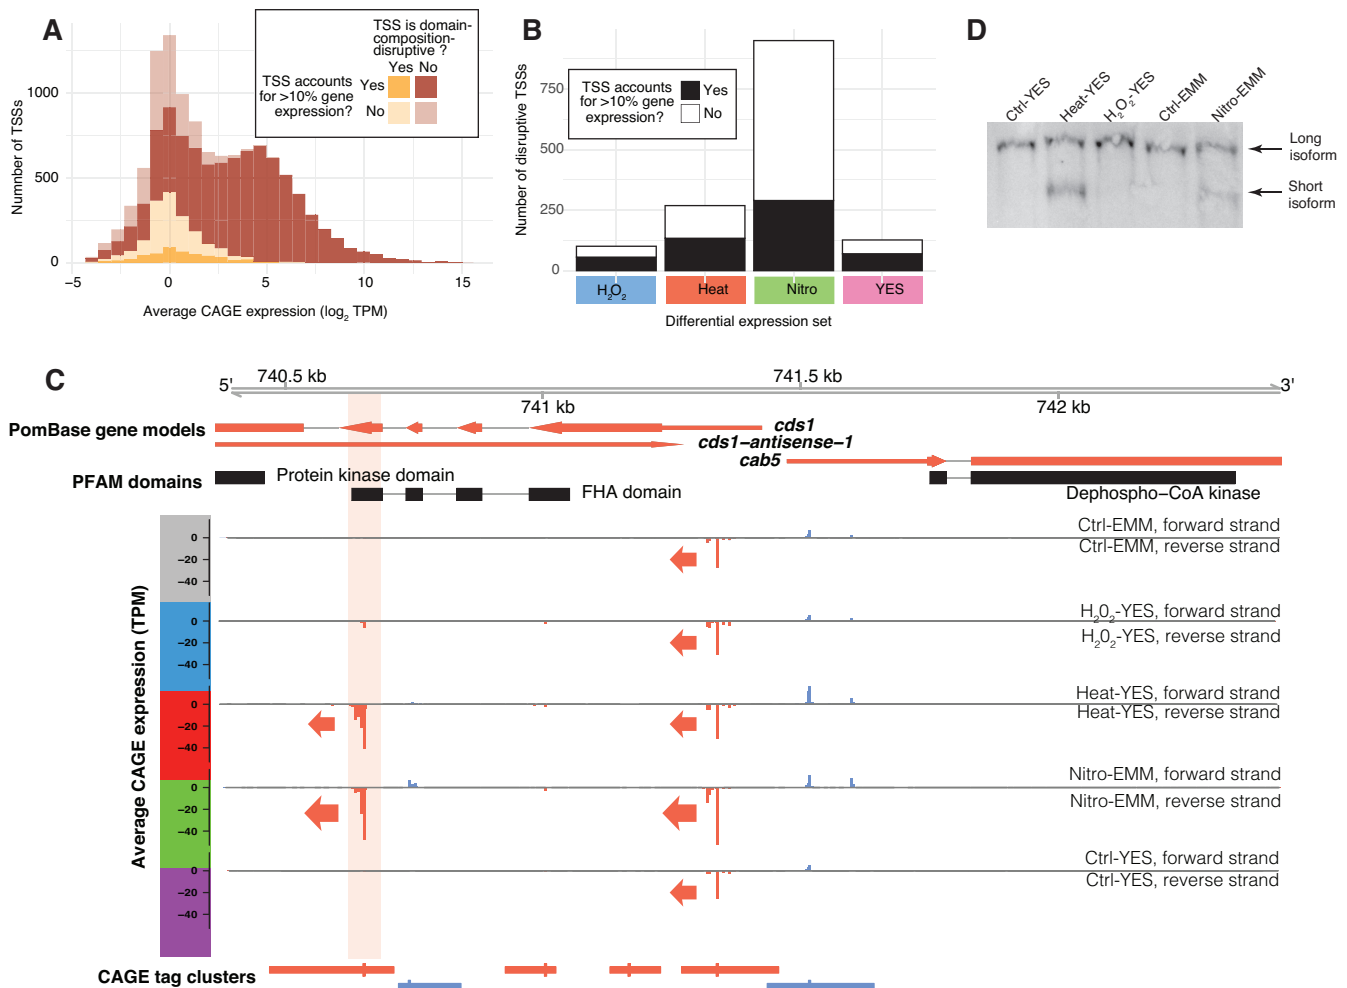 A
Numnber of TSSs
1000
500
0
−5
0
5
10
15
Average CAGE expression (log2 TPM)
TSS is domain-
composition-
disruptive ?
Yes No
TSS accounts
for >10% gene
expression?
Yes
No
B
Number of disruptive TSSs
750
500
250
0
TSS accounts
for >10% gene
expression?
Yes
No
H2O2
Heat
Nitro
YES
Differential expression set
D
Ctrl-YES
Heat-YES
H2O2-YES
Ctrl-EMM
Nitro-EMM
Long
isoform
Short
isoform
C
5'
740.5 kb
741 kb
741.5 kb
742 kb
3'
PomBase gene models
cds1
cds1−antisense−1
cab5
PFAM domains
Protein kinase domain
FHA domain
Dephospho−CoA kinase
Average CAGE expression (TPM)
0
−20
−40
Ctrl-EMM, forward strand
Ctrl-EMM, reverse strand
0
−20
−40
H2O2-YES, forward strand
H2O2-YES, reverse strand
0
−20
−40
Heat-YES, forward strand
Heat-YES, reverse strand
0
−20
−40
Nitro-EMM, forward strand
Nitro-EMM, reverse strand
0
−20
−40
Ctrl-YES, forward strand
Ctrl-YES, reverse strand
CAGE tag clusters